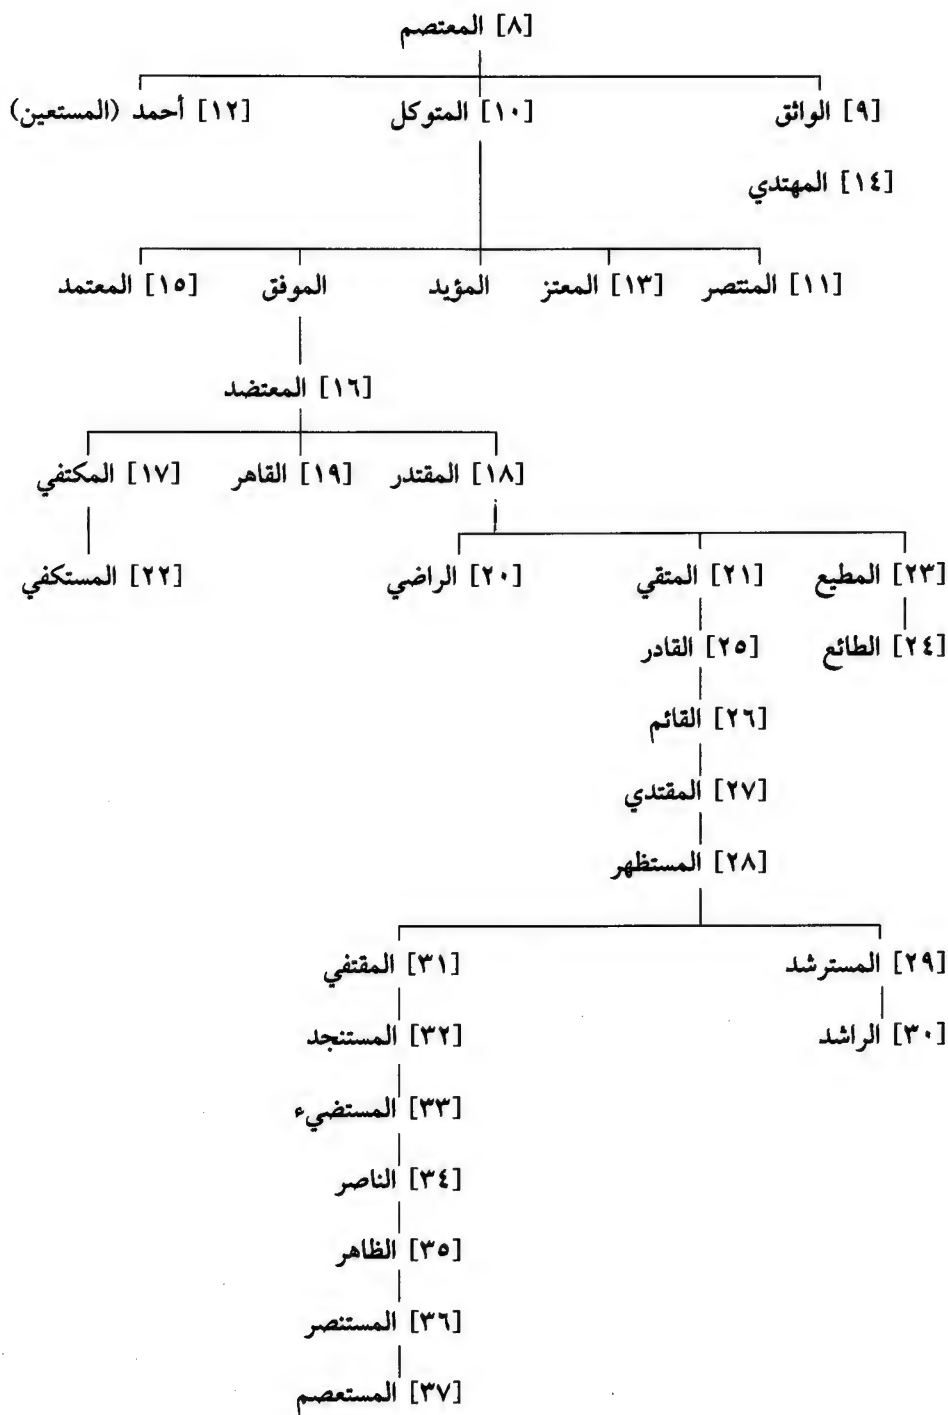 [٨] المعتصم
[٩] الواثق [١٠] المتوكل [١٢] أحمد (المستعين)
[١٤] المهتدي
[١١] المنتصر [١٣] المعتز المؤيد الموفق [١٥] المعتمد
[١٦] المعتضد
[١٨] المقتدر [١٩] القاهر [١٧] المكتفي
[٢٣] المطيع [٢١] المتقي [٢٠] الراضي [٢٢] المستكفي
[٢٤] الطائع [٢٥] القادر
[٢٦] القائم
[٢٧] المقتدي
[٢٨] المستظهر
[٢٩] المسترشد [٣١] المقتفي
[٣٠] الراشد [٣٢] المستنجد
[٣٣] المستضيء
[٣٤] الناصر
[٣٥] الظاهر
[٣٦] المستنصر
[٣٧] المستعصم